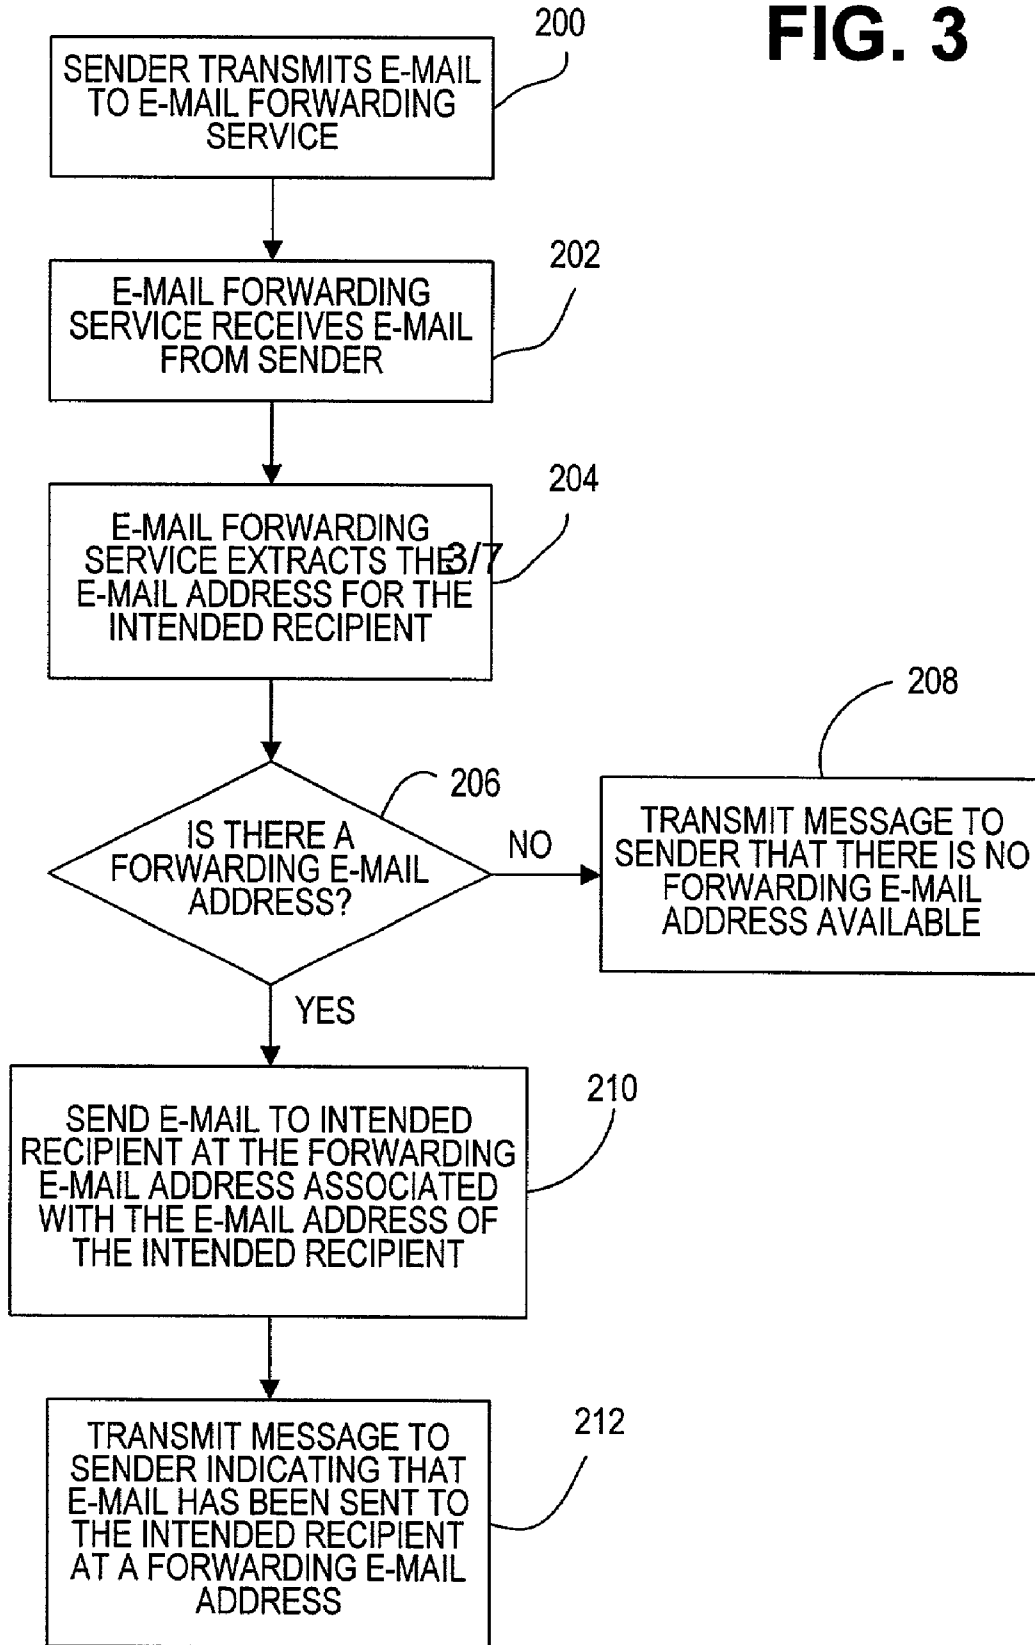 FIG. 3
200
SENDER TRANSMITS E-MAIL
TO E-MAIL FORWARDING
SERVICE
202
E-MAIL FORWARDING
SERVICE RECEIVES E-MAIL
FROM SENDER
204
E-MAIL FORWARDING
SERVICE EXTRACTS THE
3/7
E-MAIL ADDRESS FOR THE
INTENDED RECIPIENT
206
IS THERE A
FORWARDING E-MAIL
ADDRESS?
NO
208
TRANSMIT MESSAGE TO
SENDER THAT THERE IS NO
FORWARDING E-MAIL
ADDRESS AVAILABLE
YES
210
SEND E-MAIL TO INTENDED
RECIPIENT AT THE FORWARDING
E-MAIL ADDRESS ASSOCIATED
WITH THE E-MAIL ADDRESS OF
THE INTENDED RECIPIENT
212
TRANSMIT MESSAGE TO
SENDER INDICATING THAT
E-MAIL HAS BEEN SENT TO
THE INTENDED RECIPIENT
AT A FORWARDING E-MAIL
ADDRESS